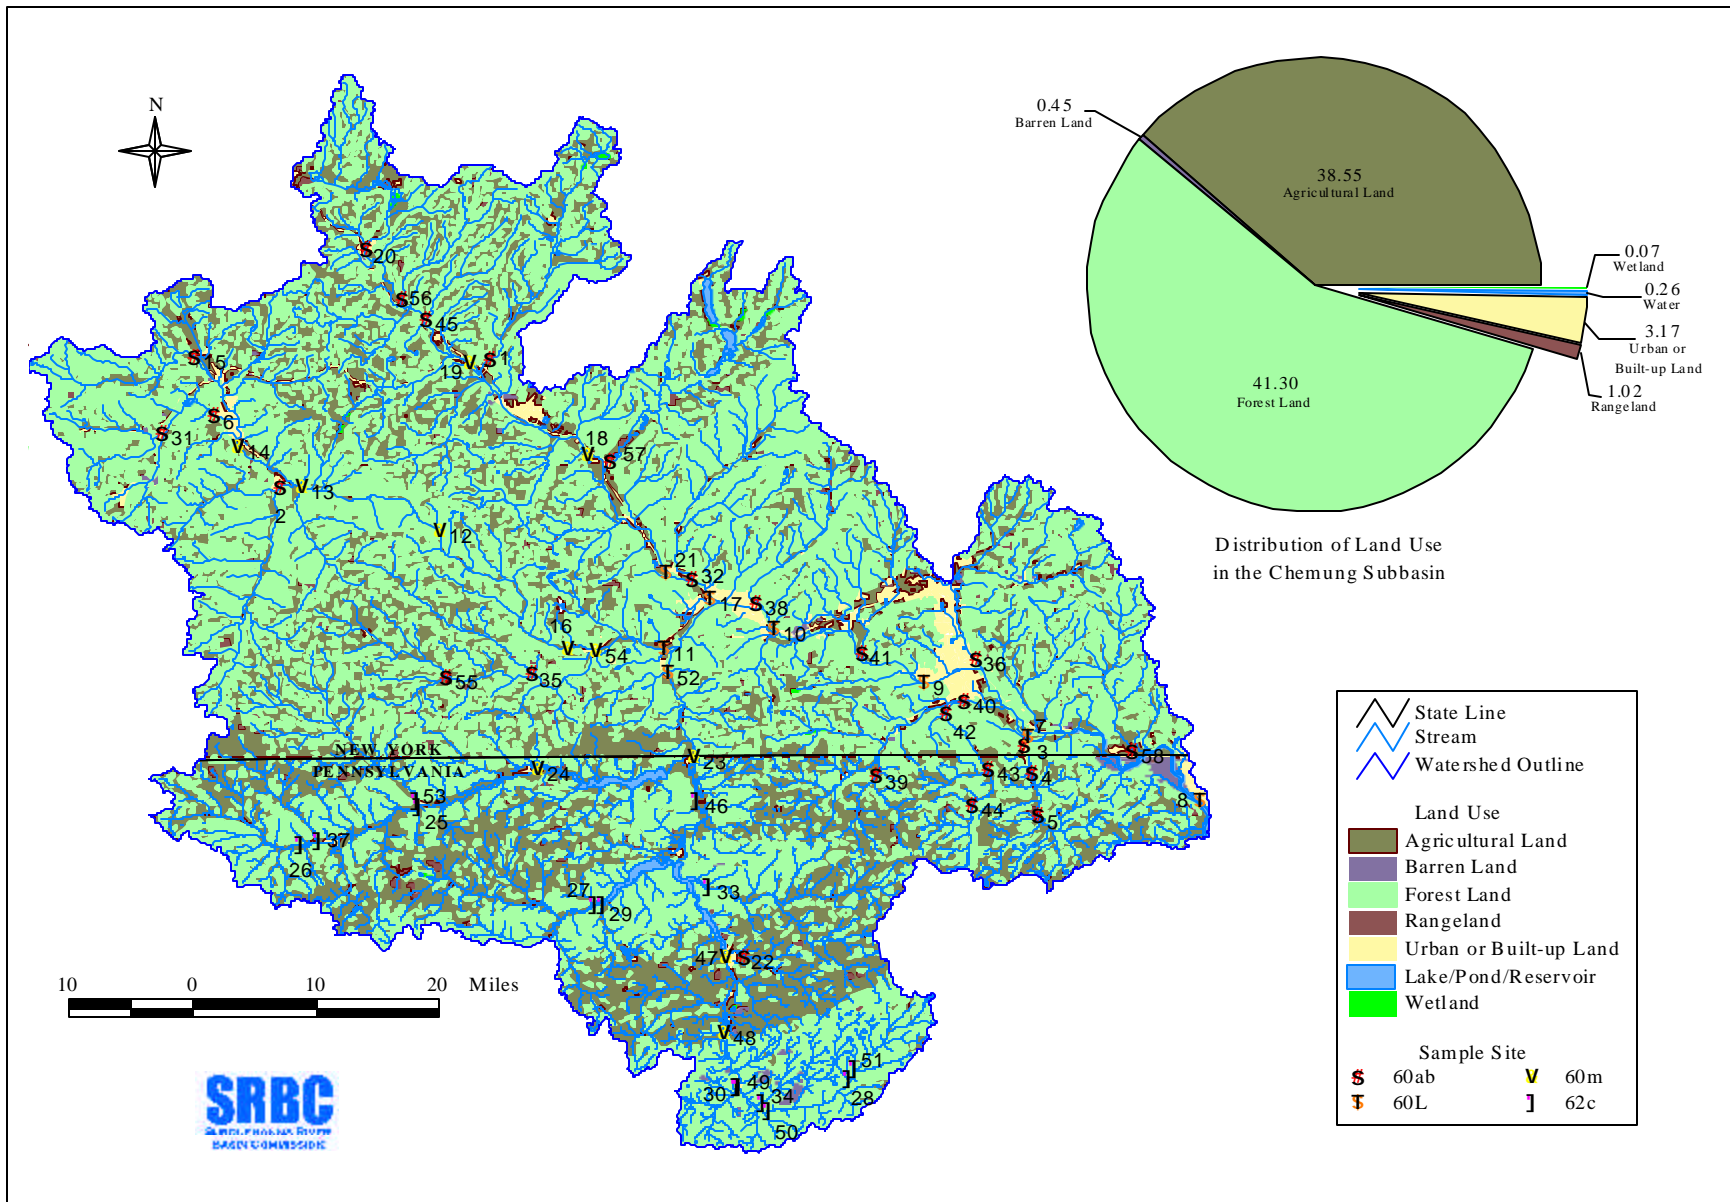 N
0.45
Barren Land
38.55
Agricultural Land
0.07
Wetland
0.26
Water
3.17
Urban or
Built-up Land
1.02
Rangeland
41.30
Forest Land
Distribution of Land Use
in the Chemung Subbasin
20
56
45
1
19
15
6
31
14
13
2
18
57
12
21
32
17
38
10
16
54
11
52
41
35
55
36
9
40
42
7
3
58
NEW YORK
PENNSYLVANIA
23
24
39
43
4
44
5
8
53
25
46
37
26
33
27
29
47
22
48
51
28
49
30
34
50
10
0
10
20
Miles
SRBC
SUSQUEHANNA RIVER
BASIN COMMISSION
State Line
Stream
Watershed Outline
Land Use
Agricultural Land
Barren Land
Forest Land
Rangeland
Urban or Built-up Land
Lake/Pond/Reservoir
Wetland
Sample Site
60ab
60m
60L
62c